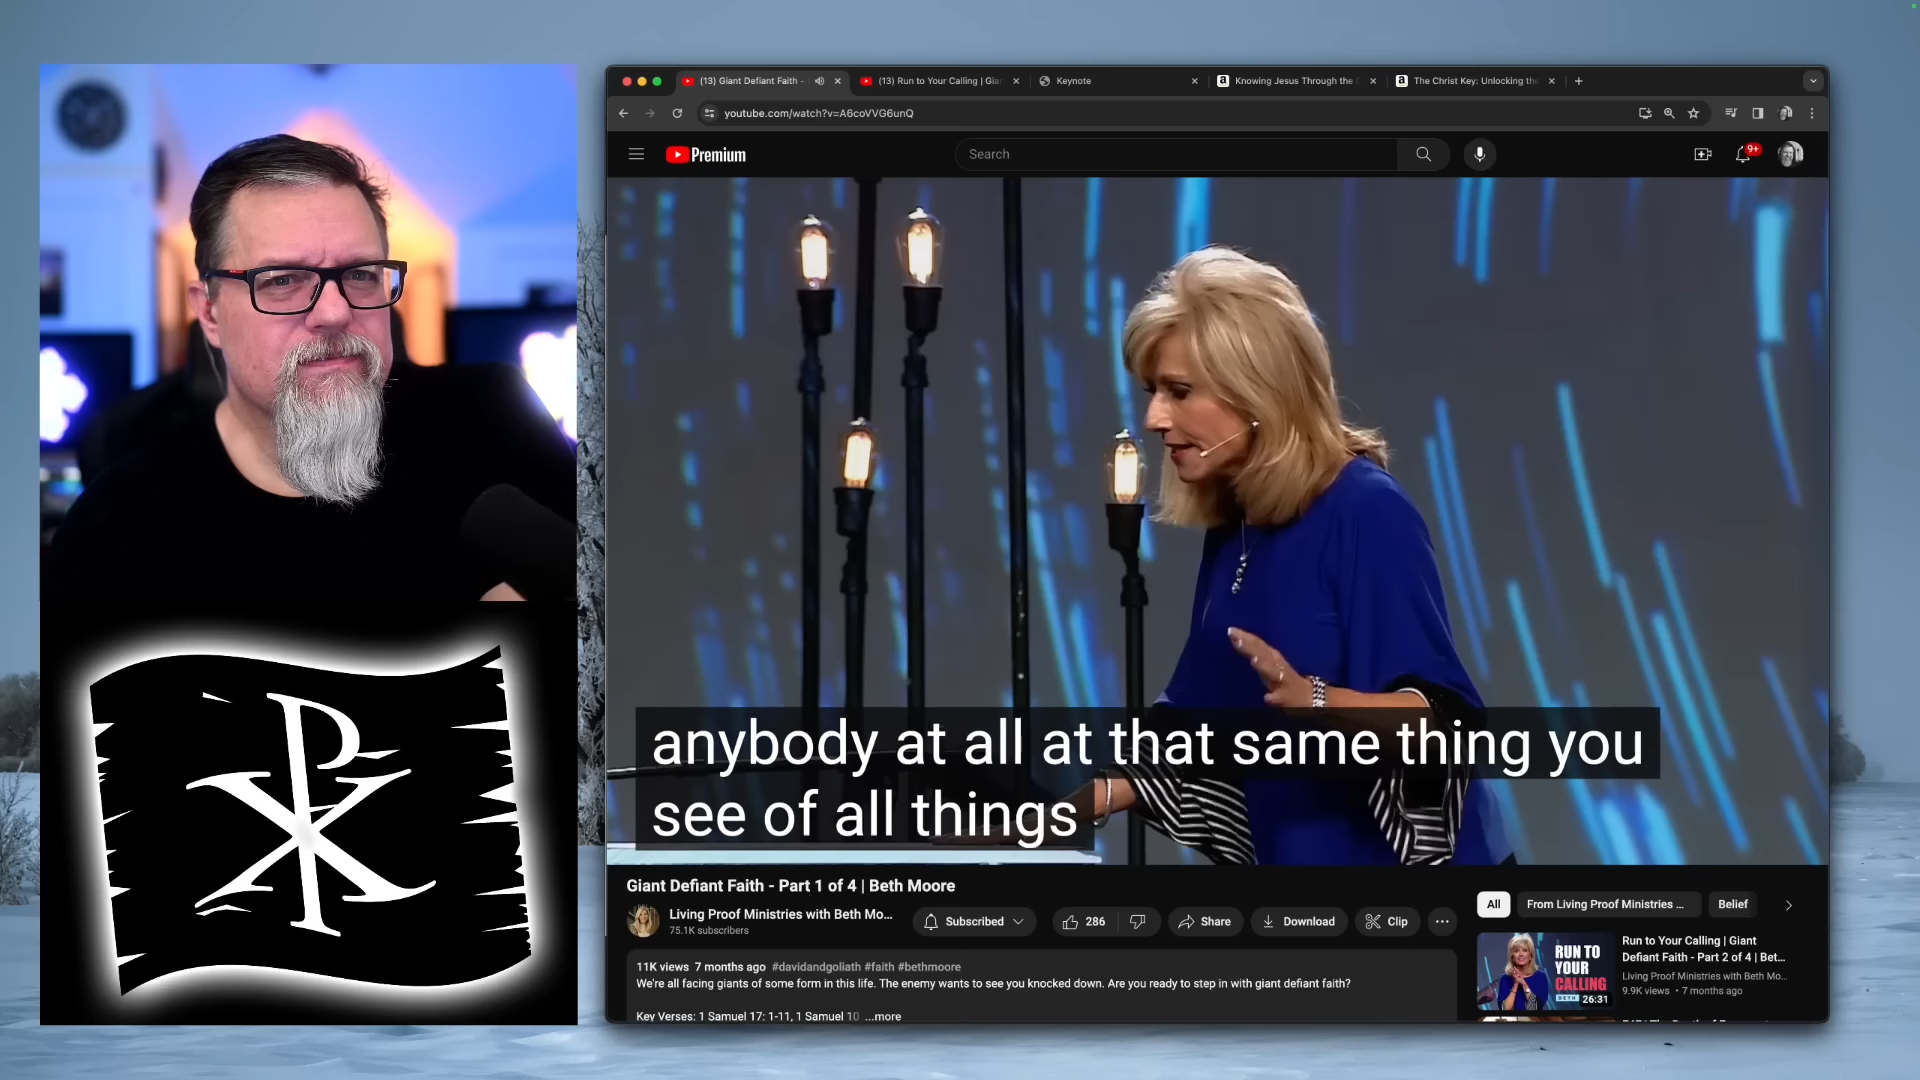 (13) Giant Defiant Faith -
(13) Run to Your Calling | Gia
Keynote
Knowing Jesus Through the
The Christ Key: Unlocking th
youtube.com/watch?v=A6coVVG6unQ
Premium
Search
9+
anybody at all at that same thing you
see of all things
Giant Defiant Faith - Part 1 of 4 | Beth Moore
Living Proof Ministries with Beth Mo...
75.1K subscribers
Subscribed
286
Share
Download
Clip
11K views 7 months ago #davidandgoliath #faith #bethmoore
We're all facing giants of some form in this life. The enemy wants to see you knocked down. Are you ready to step in with giant defiant faith?
Key Verses: 1 Samuel 17: 1-11, 1 Samuel 10 ...more
All
From Living Proof Ministries ...
Belief
RUN TO
YOUR
CALLING
BETH
26:31
Run to Your Calling | Giant
Defiant Faith - Part 2 of 4 | Bet...
Living Proof Ministries with Beth Mo...
9.9K views • 7 months ago